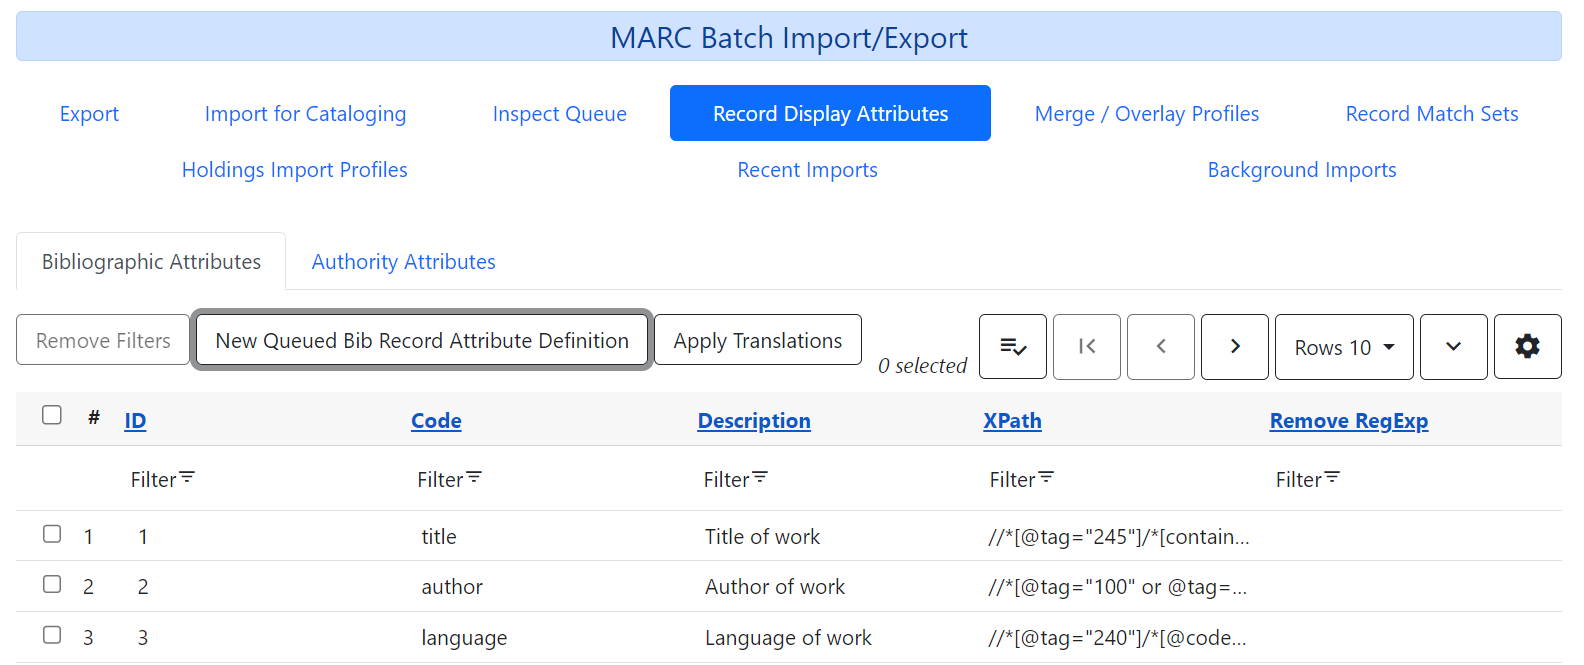 MARC Batch Import/Export
Export Import for Cataloging Inspect Queue Record Display Attributes Merge / Overlay Profiles Record Match Sets
Holdings Import Profiles Recent Imports Background Imports
Bibliographic Attributes Authority Attributes
Remove Filters New Queued Bib Record Attribute Definition Apply Translations 0 selected Rows 10
# ID Code Description XPath Remove RegExp
Filter Filter Filter Filter Filter
1 1 title Title of work //*[@tag="245"]/*[contain...
2 2 author Author of work //*[@tag="100" or @tag=...
3 3 language Language of work //*[@tag="240"]/*[@code...